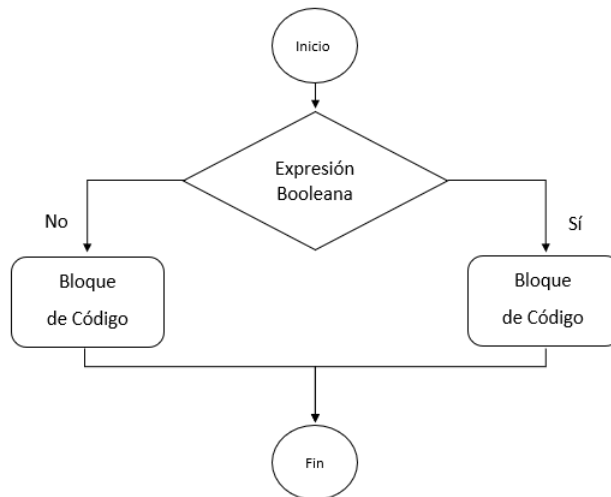 Inicio
Expresión
Booleana
No
Sí
Bloque
de Código
Bloque
de Código
Fin